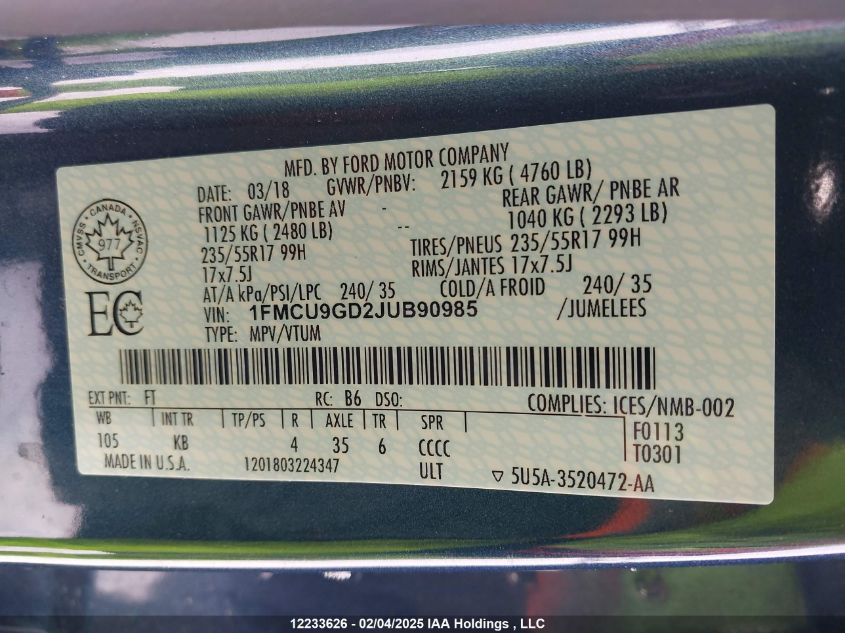 MFD. BY FORD MOTOR COMPANY
DATE: 03/18 GVWR/PNBV: 2159 KG ( 4760 LB)
FRONT GAWR/PNBE AV - REAR GAWR/ PNBE AR
1125 KG ( 2480 LB) -- 1040 KG ( 2293 LB)
235/55R17 99H TIRES/PNEUS 235/55R17 99H
17x7.5J RIMS/JANTES 17x7.5J
AT/A kPa/PSI/LPC 240/ 35 COLD/A FROID 240/ 35
VIN: 1FMCU9GD2JUB90985 /JUMELEES
TYPE: MPV/VTUM
CANADA
CMVSS NSVAC
977
TRANSPORT
EC
EXT PNT: FT RC: B6 DSO: COMPLIES: ICES/NMB-002
WB INT TR TP/PS R AXLE TR SPR F0113
105 KB 4 35 6 CCCC T0301
MADE IN U.S.A. 1201803224347 ULT ▽ 5U5A-3520472-AA
12233626 - 02/04/2025 IAA Holdings , LLC